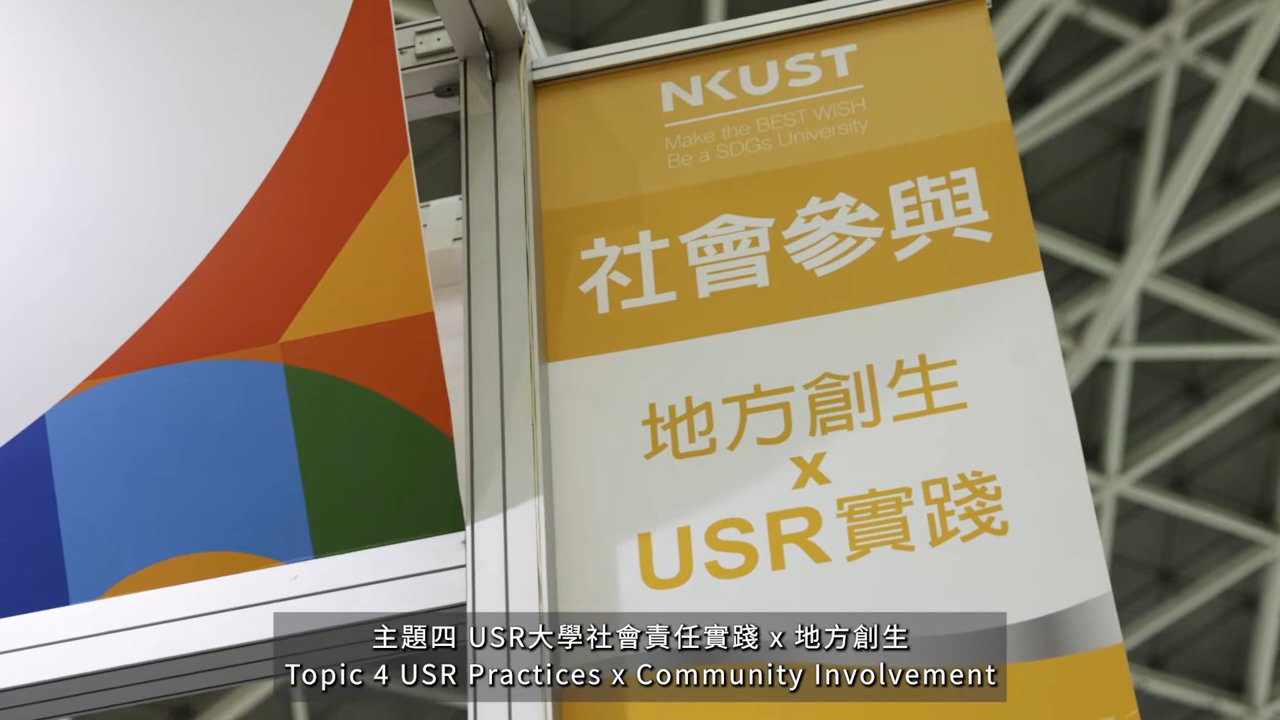 NKUST
Make the BEST WISH
Be a SDGs University
社會參與
地方創生
x
USR實踐
主題四 USR大學社會責任實踐 x 地方創生
Topic 4 USR Practices x Community Involvement